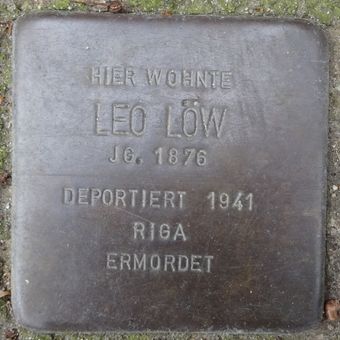 HIER WOHNTE
LEO LÖW
JG. 1876
DEPORTIERT 1941
RIGA
ERMORDET